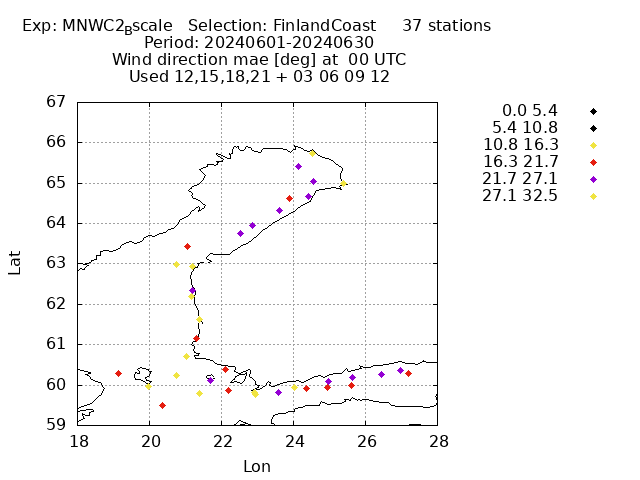 Exp: MNWC2Bscale   Selection: FinlandCoast     37 stations
Period: 20240601-20240630
Wind direction mae [deg] at  00 UTC
Used 12,15,18,21 + 03 06 09 12
0.0 5.4
5.4 10.8
10.8 16.3
16.3 21.7
21.7 27.1
27.1 32.5
67
66
65
64
63
62
61
60
59
Lat
18 20 22 24 26 28
Lon